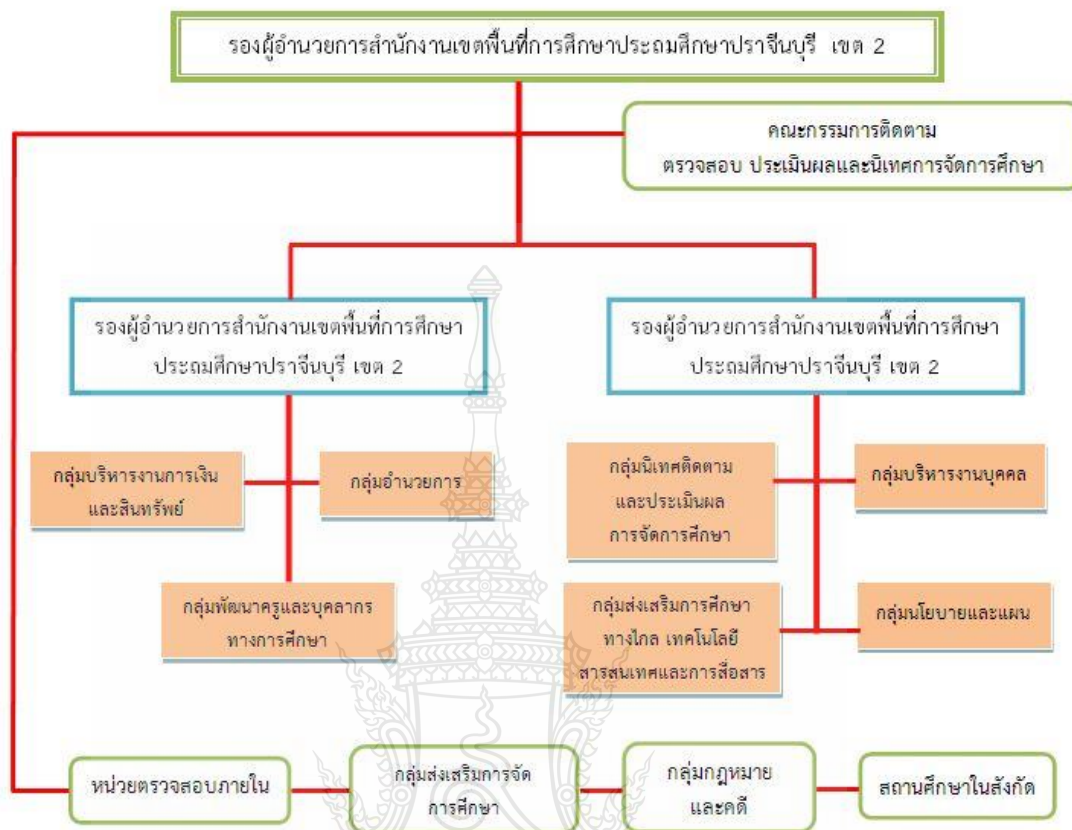 รองผู้อำนวยการสำนักงานเขตพื้นที่การศึกษาประถมศึกษาปราจีนบุรี เขต 2
คณะกรรมการติดตาม
ตรวจสอบ ประเมินผลและนิเทศการจัดการศึกษา
รองผู้อำนวยการสำนักงานเขตพื้นที่การศึกษา
ประถมศึกษาปราจีนบุรี เขต 2
รองผู้อำนวยการสำนักงานเขตพื้นที่การศึกษา
ประถมศึกษาปราจีนบุรี เขต 2
กลุ่มบริหารงานการเงิน
และสินทรัพย์
กลุ่มอำนวยการ
กลุ่มพัฒนาครูและบุคลากร
ทางการศึกษา
กลุ่มนิเทศติดตาม
และประเมินผล
การจัดการศึกษา
กลุ่มบริหารงานบุคคล
กลุ่มส่งเสริมการศึกษา
ทางไกล เทคโนโลยี
สารสนเทศและการสื่อสาร
กลุ่มนโยบายและแผน
หน่วยตรวจสอบภายใน
กลุ่มส่งเสริมการจัด
การศึกษา
กลุ่มกฎหมาย
และคดี
สถานศึกษาในสังกัด